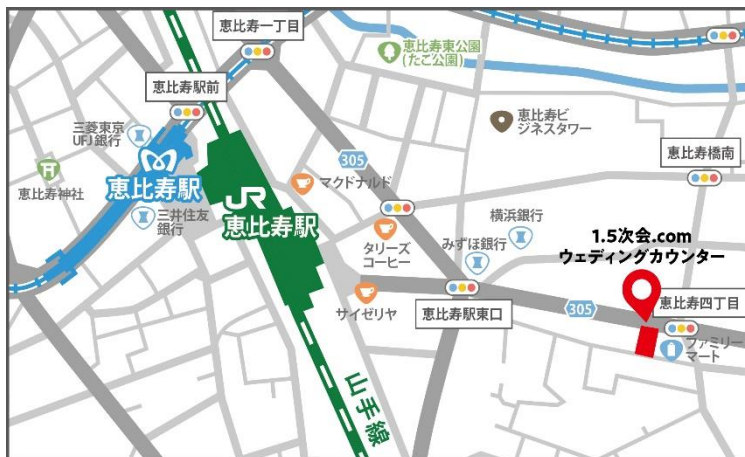 恵比寿一丁目
恵比寿東公園
(たこ公園)
恵比寿駅前
三菱東京
UFJ銀行
恵比寿ビ
ジネスタワー
恵比寿橋南
305
恵比寿神社
恵比寿駅
三井住友
銀行
JR
恵比寿駅
マクドナルド
タリーズ
コーヒー
横浜銀行
みずほ銀行
1.5次会.com
ウェディングカウンター
サイゼリヤ
恵比寿駅東口
305
恵比寿四丁目
ファミリー
マート
山手線